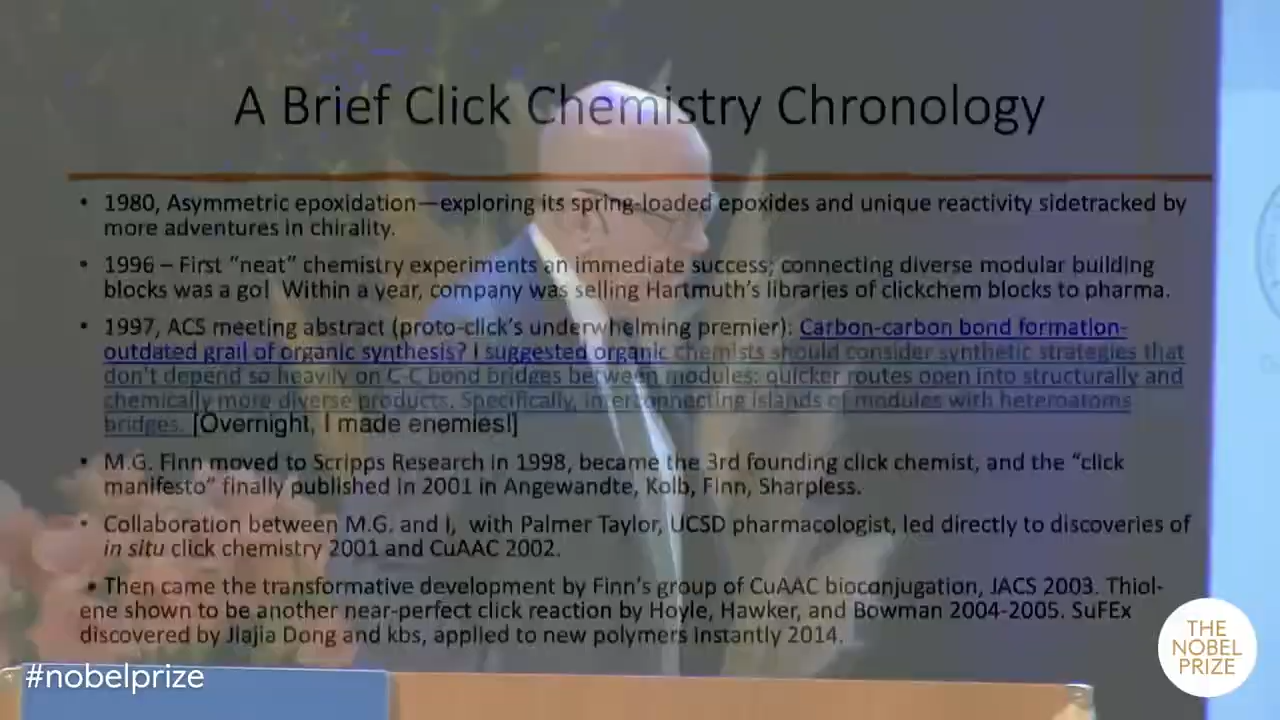 A Brief Click Chemistry Chronology
• 1980, Asymmetric epoxidation—exploring its spring-loaded epoxides and unique reactivity sidetracked by
more adventures in chirality.
• 1996 – First “neat” chemistry experiments an immediate success; connecting diverse modular building
blocks was a go! Within a year, company was selling Hartmuth’s libraries of clickchem blocks to pharma.
• 1997, ACS meeting abstract (proto-click’s underwhelming premier): Carbon-carbon bond formation-
outdated grail of organic synthesis? I suggested organic chemists should consider synthetic strategies that
don’t depend so heavily on C-C bond bridges between modules: quicker routes open into structurally and
chemically more diverse products. Specifically, interconnecting islands of modules with heteroatoms
bridges. [Overnight, I made enemies!]
• M.G. Finn moved to Scripps Research in 1998, became the 3rd founding click chemist, and the “click
manifesto” finally published in 2001 in Angewandte, Kolb, Finn, Sharpless.
• Collaboration between M.G. and I, with Palmer Taylor, UCSD pharmacologist, led directly to discoveries of
in situ click chemistry 2001 and CuAAC 2002.
• Then came the transformative development by Finn’s group of CuAAC bioconjugation, JACS 2003. Thiol-
ene shown to be another near-perfect click reaction by Hoyle, Hawker, and Bowman 2004-2005. SuFEx
discovered by Jiajia Dong and kbs, applied to new polymers instantly 2014.
#nobelprize
THE
NOBEL
PRIZE